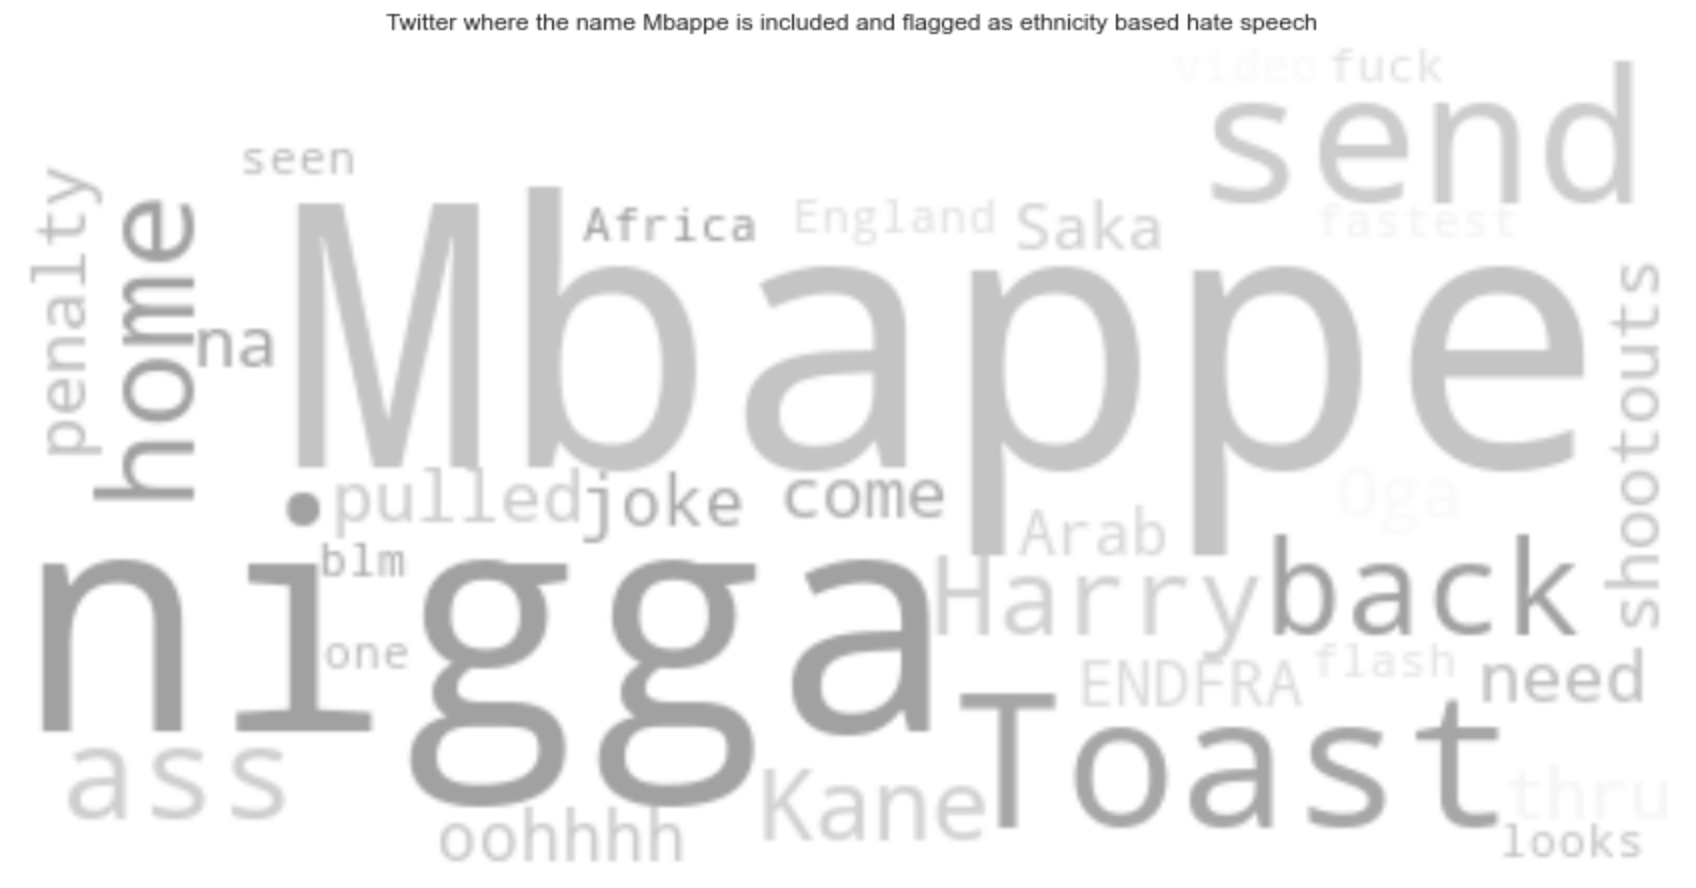 Twitter where the name Mbappe is included and flagged as ethnicity based hate speech
video fuck
send
seen
penalty
home
Africa
England
Saka
fastest
na
Mbappe
shootouts
pulled
joke
come
Oga
Arab
blm
nigga
Harry
back
one
ENDFRA
flash
need
Toast
ass
Kane
thru
oohhhh
looks